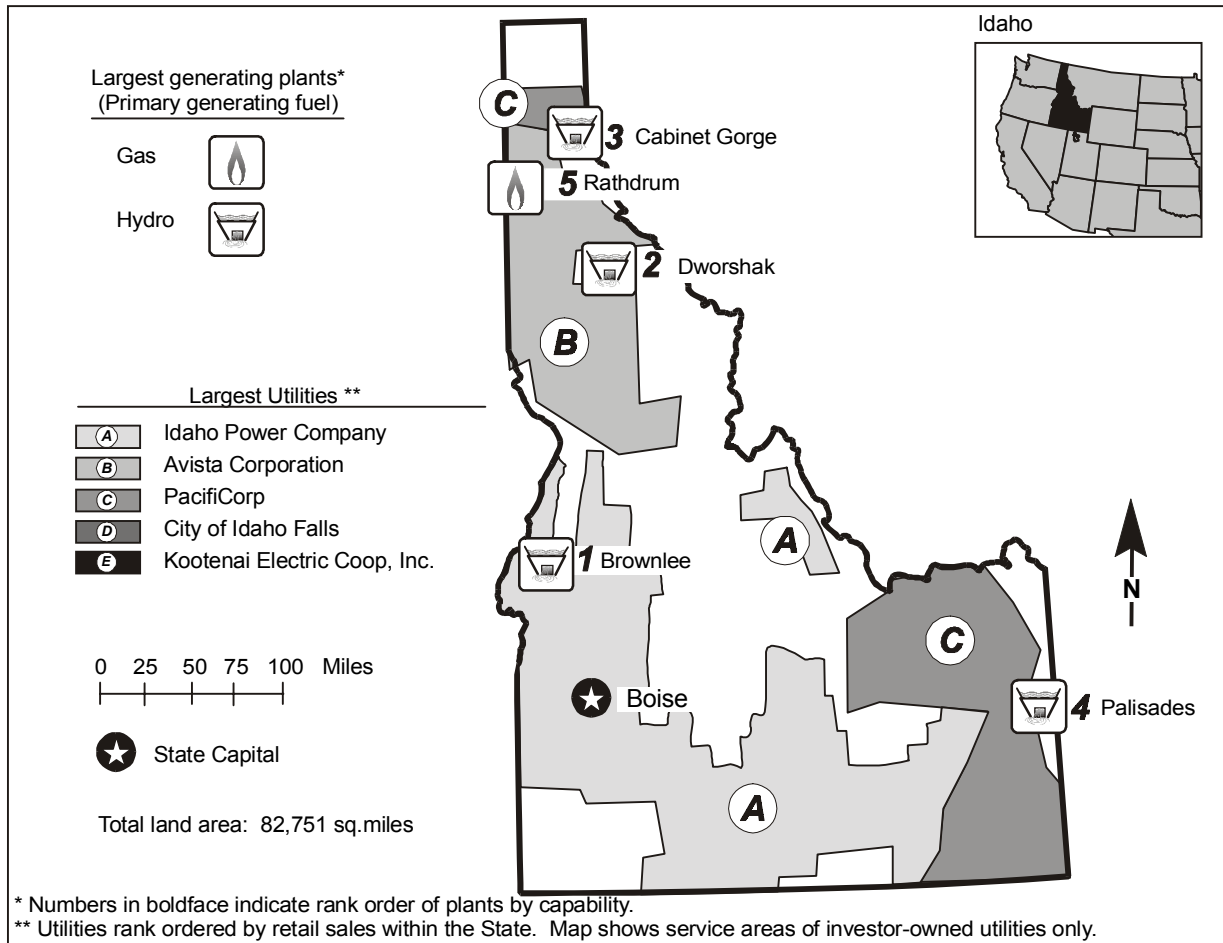 Idaho
Largest generating plants*
(Primary generating fuel)
Gas
Hydro
C
3 Cabinet Gorge
5 Rathdrum
2 Dworshak
B
Largest Utilities **
A Idaho Power Company
B Avista Corporation
C PacifiCorp
D City of Idaho Falls
E Kootenai Electric Coop, Inc.
A
1 Brownlee
N
C
0 25 50 75 100 Miles
Boise
4 Palisades
State Capital
A
Total land area: 82,751 sq.miles
* Numbers in boldface indicate rank order of plants by capability.
** Utilities rank ordered by retail sales within the State. Map shows service areas of investor-owned utilities only.